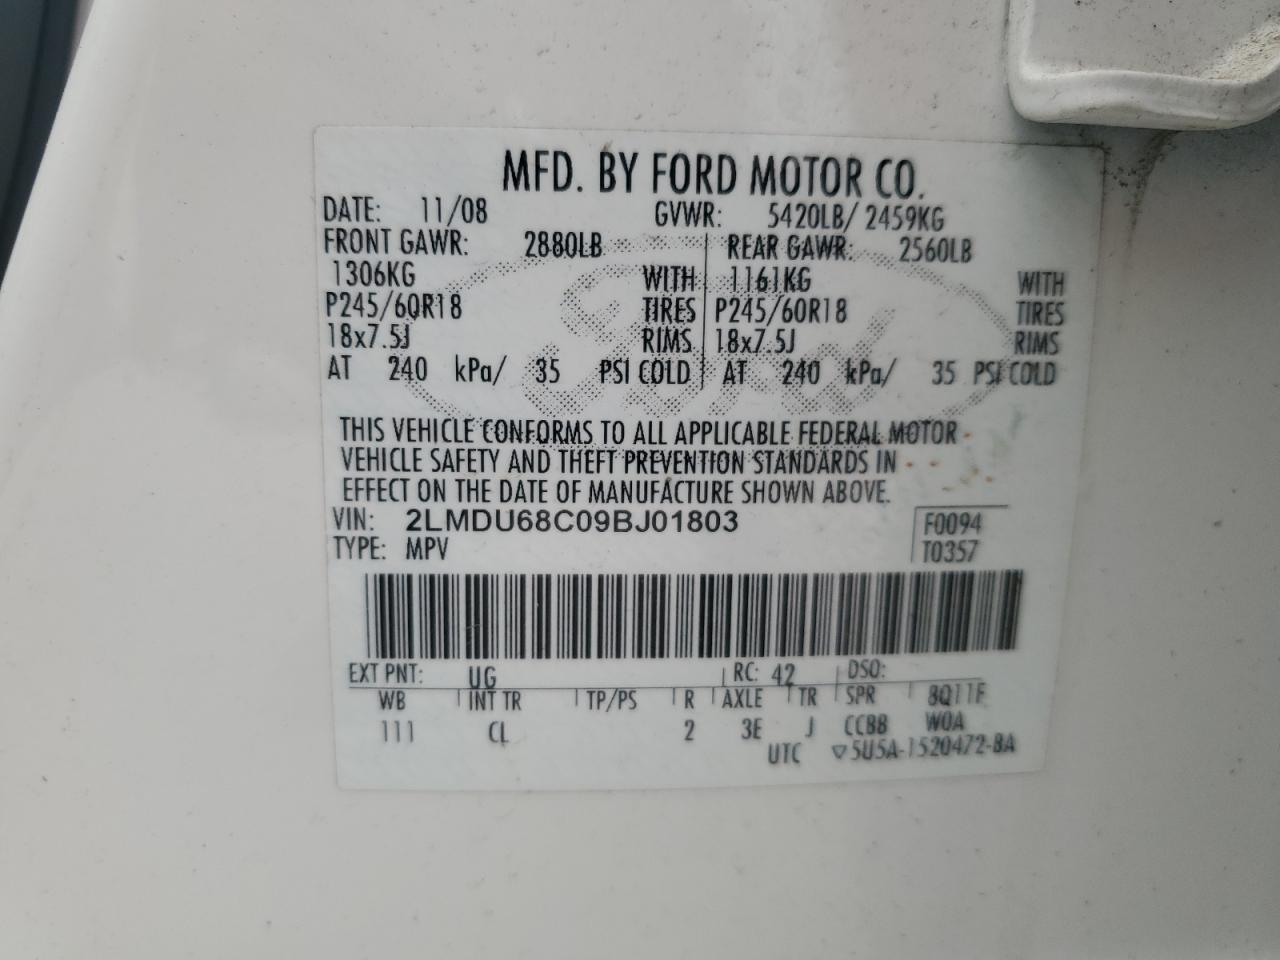 MFD. BY FORD MOTOR CO.
DATE: 11/08 GVWR: 5420LB/ 2459KG
FRONT GAWR: 2880LB REAR GAWR: 2560LB
1306KG WITH 1161KG WITH
P245/60R18 TIRES P245/60R18 TIRES
18x7.5J RIMS 18x7.5J RIMS
AT 240 kPa/ 35 PSI COLD AT 240 kPa/ 35 PSI COLD
THIS VEHICLE CONFORMS TO ALL APPLICABLE FEDERAL MOTOR
VEHICLE SAFETY AND THEFT PREVENTION STANDARDS IN
EFFECT ON THE DATE OF MANUFACTURE SHOWN ABOVE.
VIN: 2LMDU68C09BJ01803 F0094
TYPE: MPV T0357
EXT PNT: UG RC: 42 DSO:
WB INT TR TP/PS R AXLE TR SPR 8Q11F
111 CL 2 3E J CCBB WOA
UTC ▽5U5A-1520472-BA